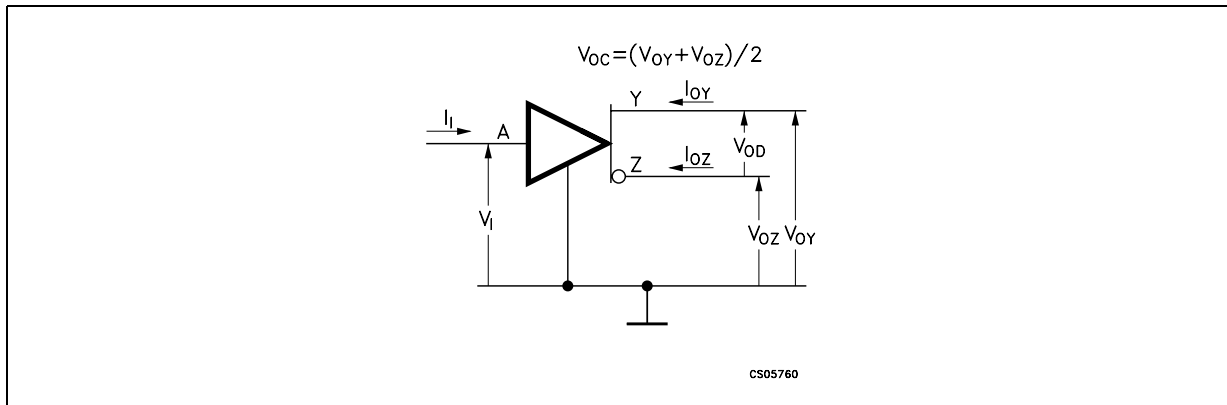 V_OC=(V_OY+V_OZ)/2
I_OY
Y
I_I
A
V_OD
I_OZ
Z
V_I
V_OZ V_OY
CS05760